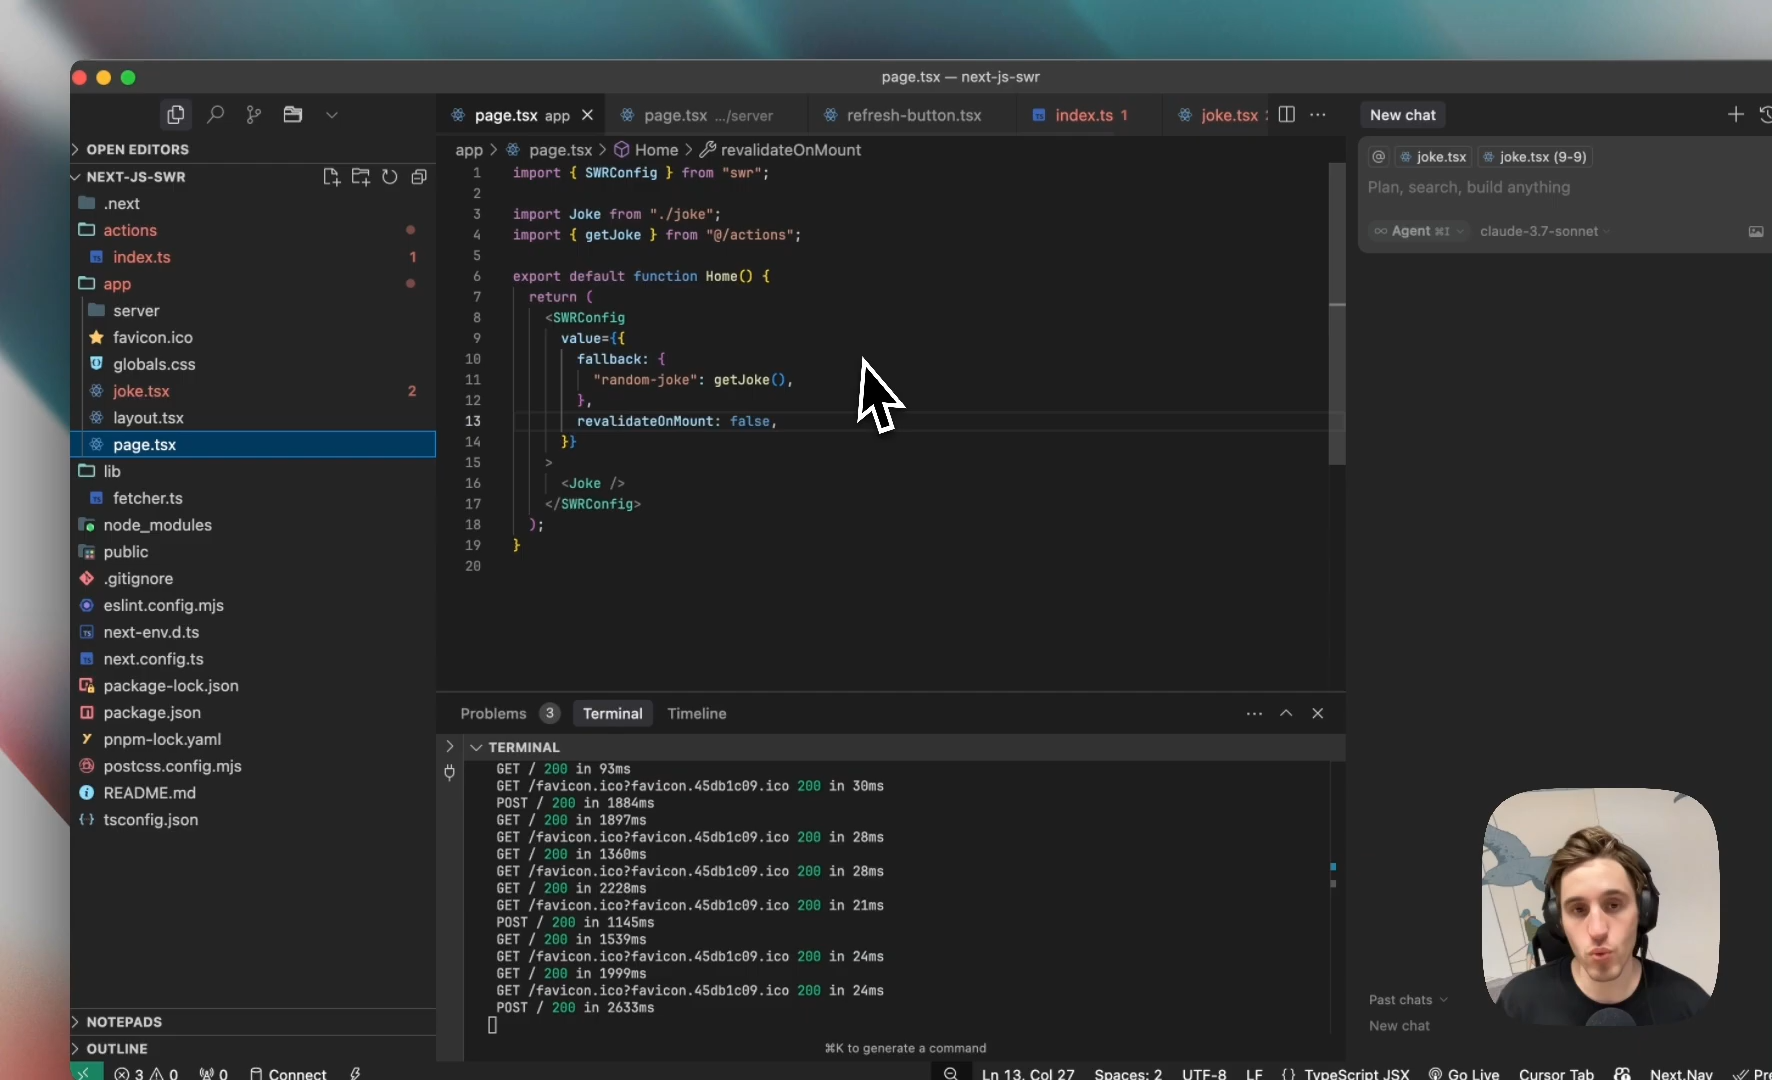 page.tsx — next-js-swr
page.tsx app
page.tsx .../server
refresh-button.tsx
index.ts 1
joke.tsx
New chat
OPEN EDITORS
NEXT-JS-SWR
.next
actions
index.ts 1
app
server
favicon.ico
globals.css
joke.tsx 2
layout.tsx
page.tsx
lib
fetcher.ts
node_modules
public
.gitignore
eslint.config.mjs
next-env.d.ts
next.config.ts
package-lock.json
package.json
pnpm-lock.yaml
postcss.config.mjs
README.md
tsconfig.json
NOTEPADS
OUTLINE
app > page.tsx > Home > revalidateOnMount
1 import { SWRConfig } from "swr";
2
3 import Joke from "./joke";
4 import { getJoke } from "@/actions";
5
6 export default function Home() {
7 return (
8 <SWRConfig
9 value={{
10 fallback: {
11 "random-joke": getJoke(),
12 },
13 revalidateOnMount: false,
14 }}
15 >
16 <Joke />
17 </SWRConfig>
18 );
19 }
20
Problems 3 Terminal Timeline
TERMINAL
GET / 200 in 93ms
GET /favicon.ico?favicon.45db1c09.ico 200 in 30ms
POST / 200 in 1884ms
GET / 200 in 1897ms
GET /favicon.ico?favicon.45db1c09.ico 200 in 28ms
GET / 200 in 1360ms
GET /favicon.ico?favicon.45db1c09.ico 200 in 28ms
GET / 200 in 2228ms
GET /favicon.ico?favicon.45db1c09.ico 200 in 21ms
POST / 200 in 1145ms
GET / 200 in 1539ms
GET /favicon.ico?favicon.45db1c09.ico 200 in 24ms
GET / 200 in 1999ms
GET /favicon.ico?favicon.45db1c09.ico 200 in 24ms
POST / 200 in 2633ms
⌘K to generate a command
@ joke.tsx joke.tsx (9-9)
Plan, search, build anything
∞ Agent ⌘I claude-3.7-sonnet
Past chats
New chat
3 0 0 Connect
Ln 13, Col 27 Spaces: 2 UTF-8 LF {} TypeScript JSX Go Live Cursor Tab Next.Nav